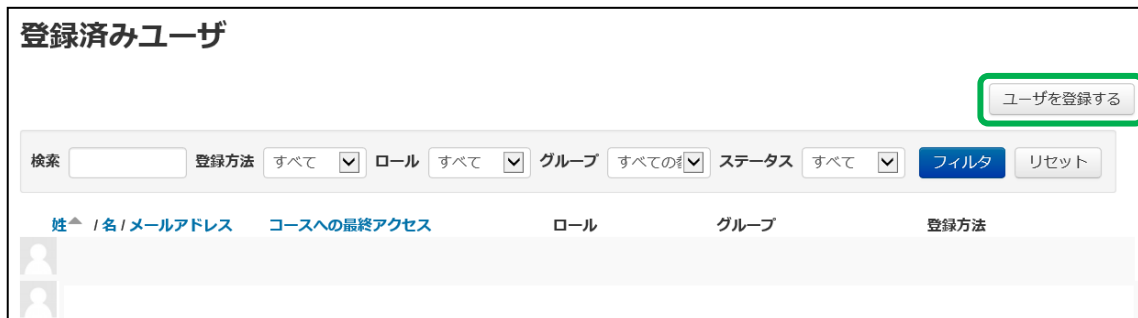 登録済みユーザ
ユーザを登録する
検索 登録方法 すべて ロール すべて グループ すべての ステータス すべて フィルタ リセット
姓 / 名 / メールアドレス コースへの最終アクセス ロール グループ 登録方法